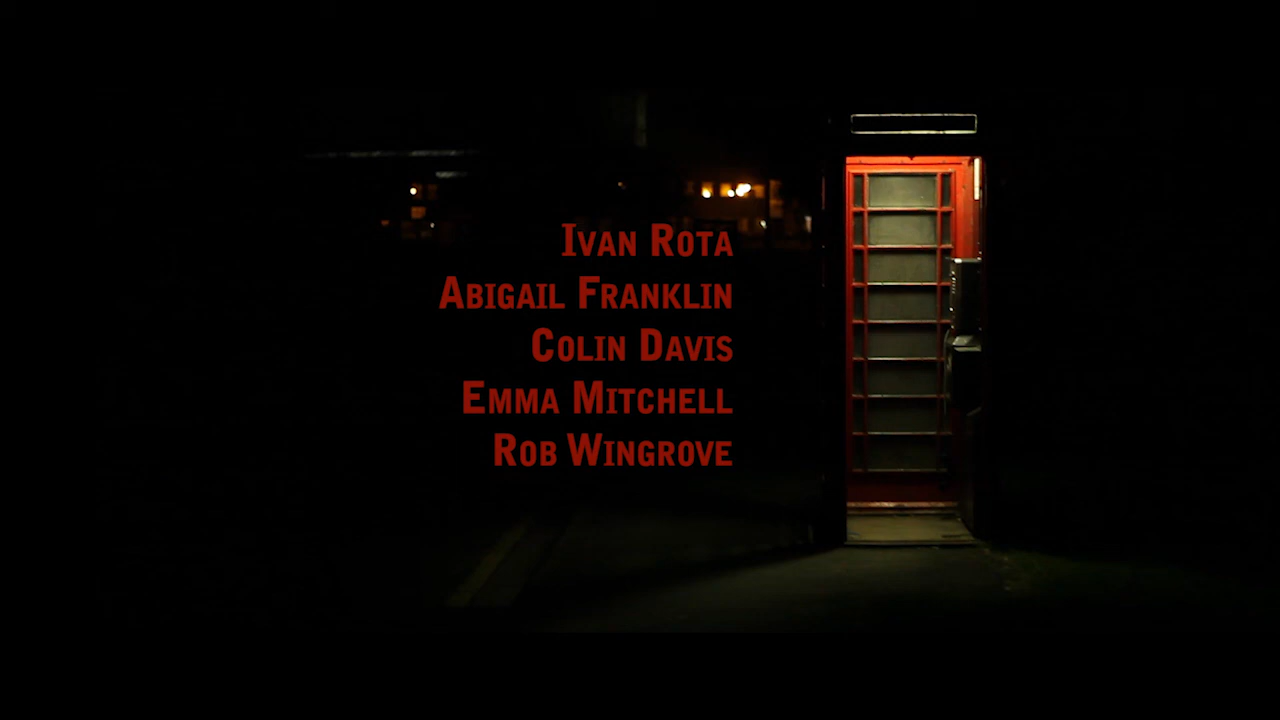 Ivan Rota
Abigail Franklin
Colin Davis
Emma Mitchell
Rob Wingrove